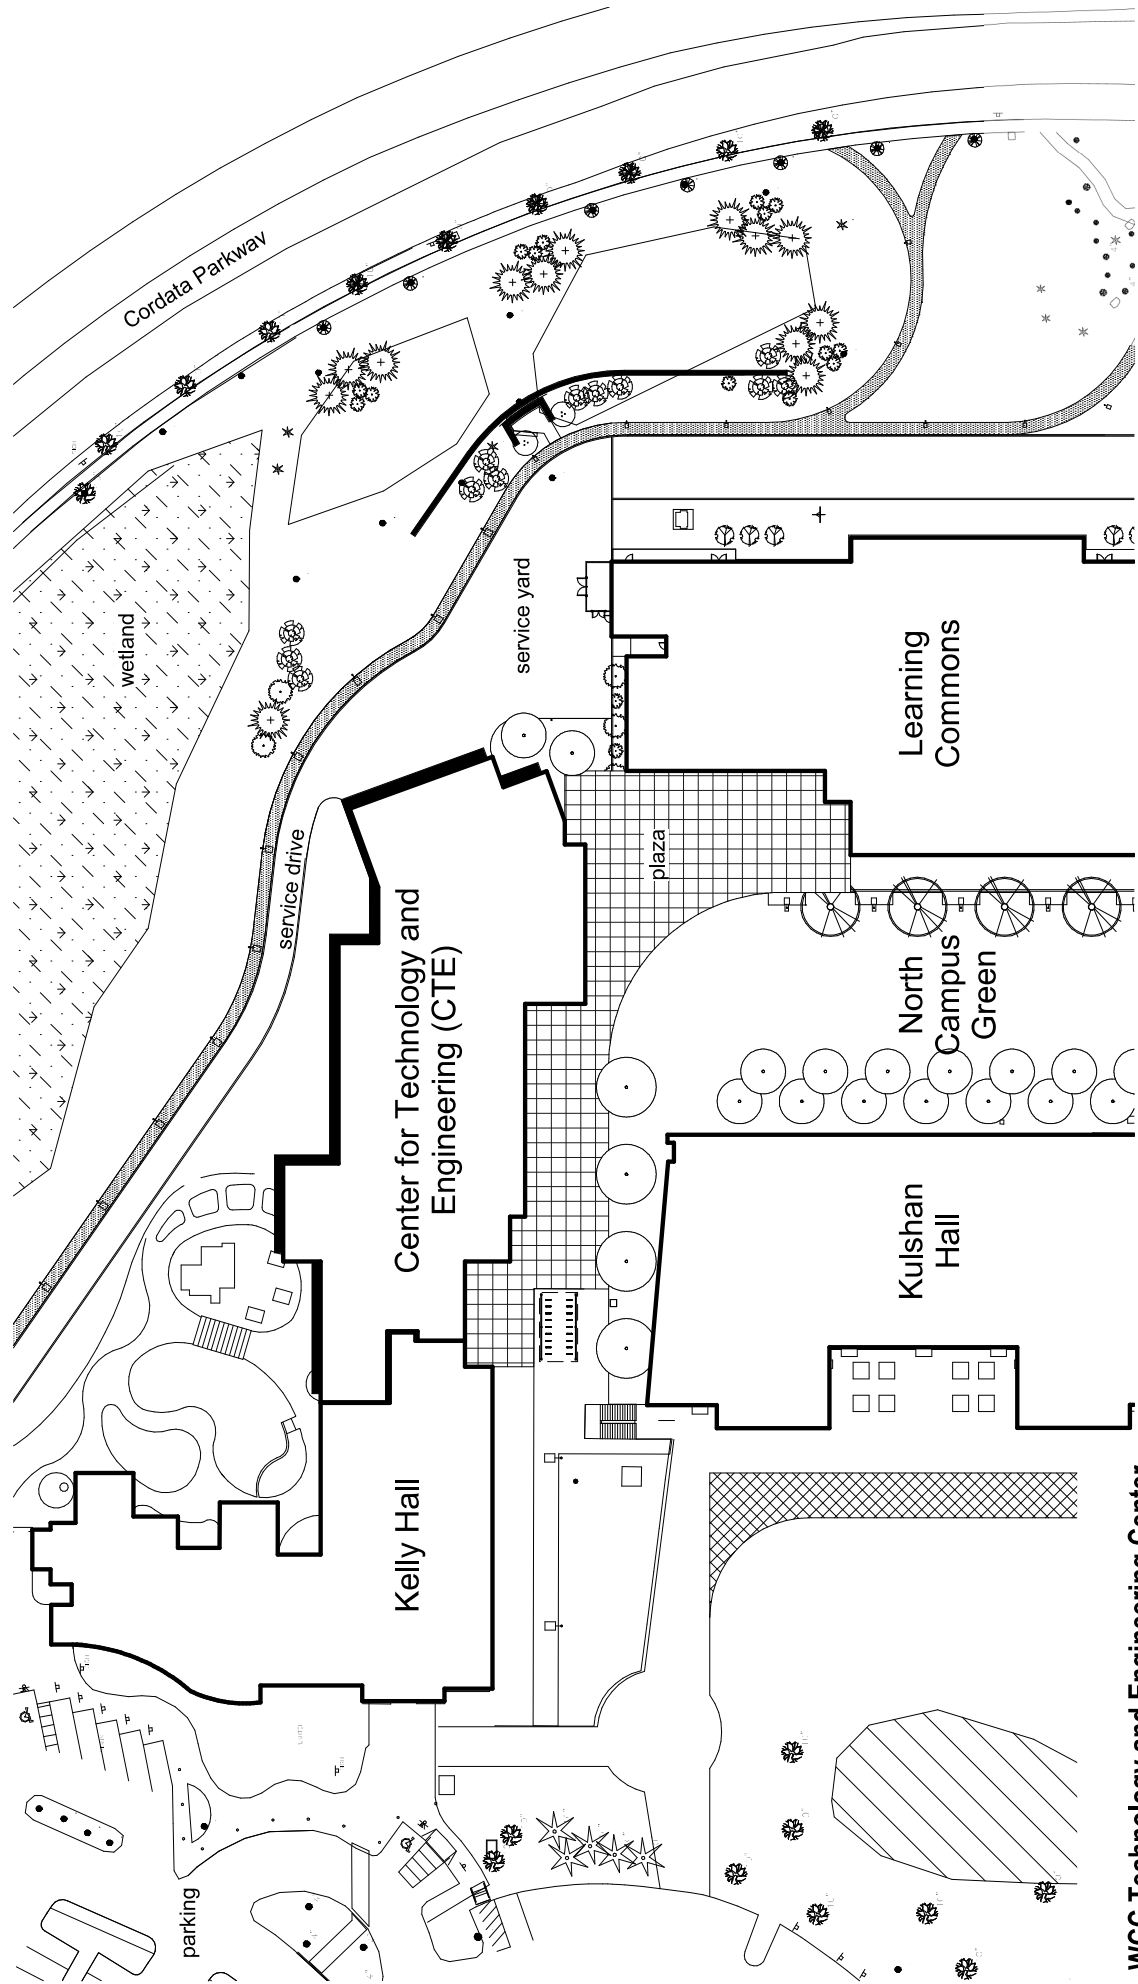 Cordata Parkway
wetland
service yard
service drive
Learning
Commons
plaza
Center for Technology and
Engineering (CTE)
North
Campus
Green
Kulshan
Hall
Kelly Hall
parking
WCC Technology and Engineering Center